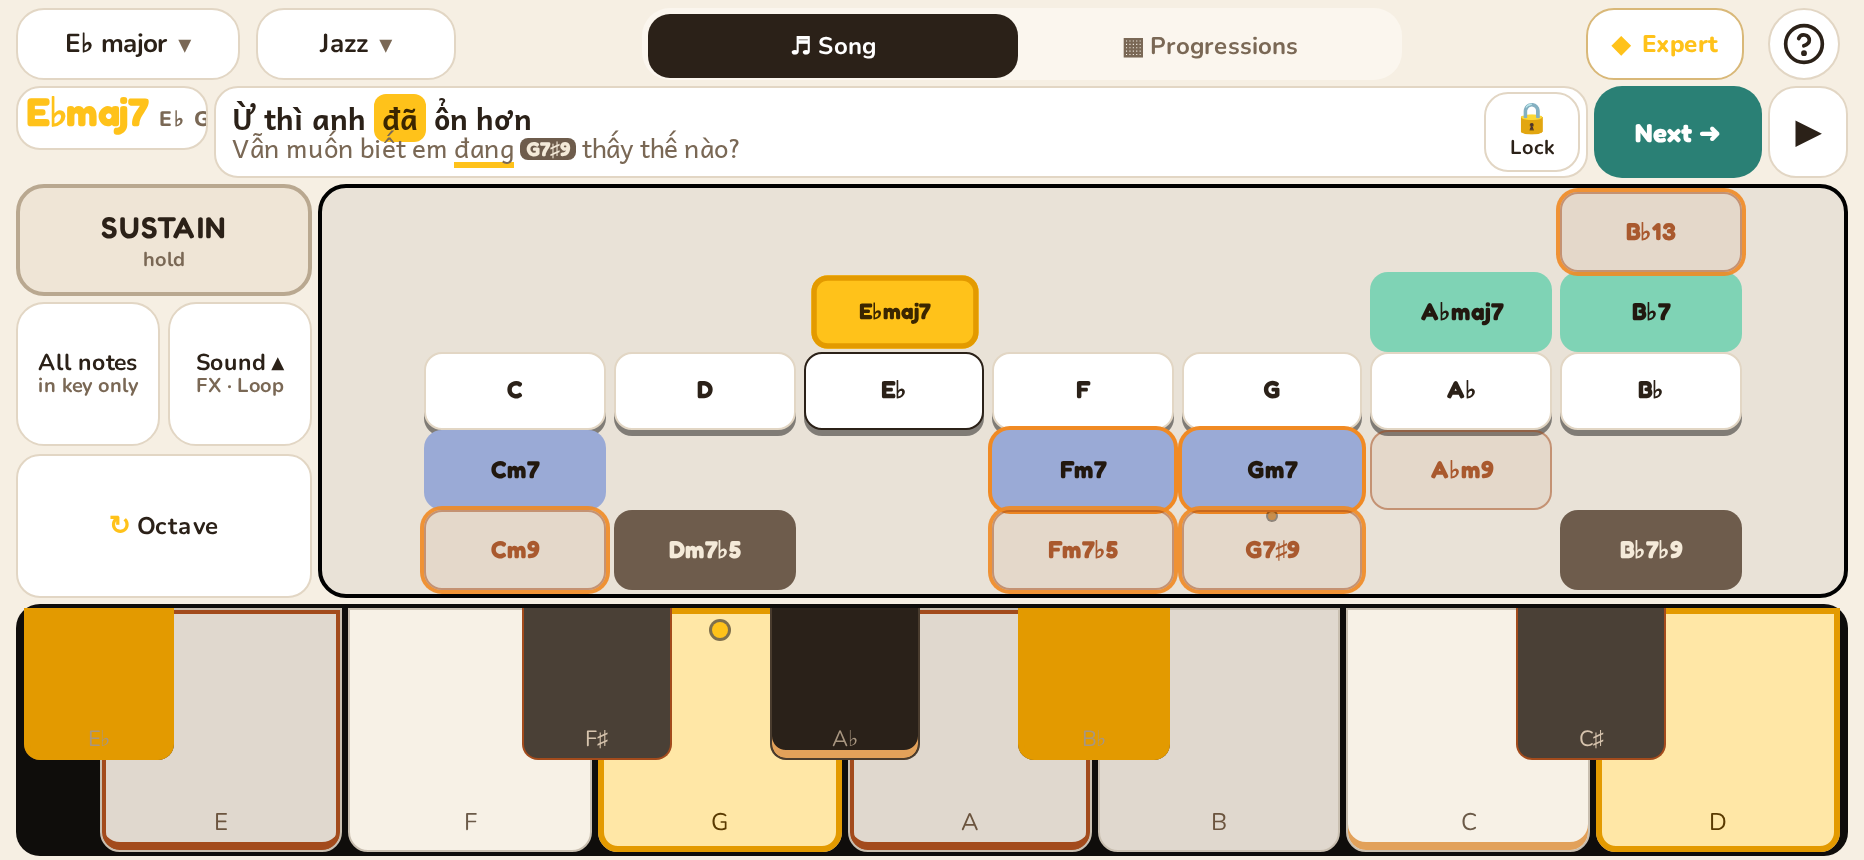 E♭ major ▼
Jazz ▼
♬ Song
▦ Progressions
◆ Expert
?
E♭maj7 E♭ G
Ừ thì anh đã ổn hơn
Vẫn muốn biết em đang G7♯9 thấy thế nào?
🔒 Lock
Next →
▶
SUSTAIN
hold
All notes
in key only
Sound ▲
FX · Loop
↻ Octave
B♭13
E♭maj7
A♭maj7
B♭7
C
D
E♭
F
G
A♭
B♭
Cm7
Fm7
Gm7
A♭m9
Cm9
Dm7♭5
Fm7♭5
G7♯9
B♭7♭9
E♭
F♯
A♭
B♭
C♯
E
F
G
A
B
C
D